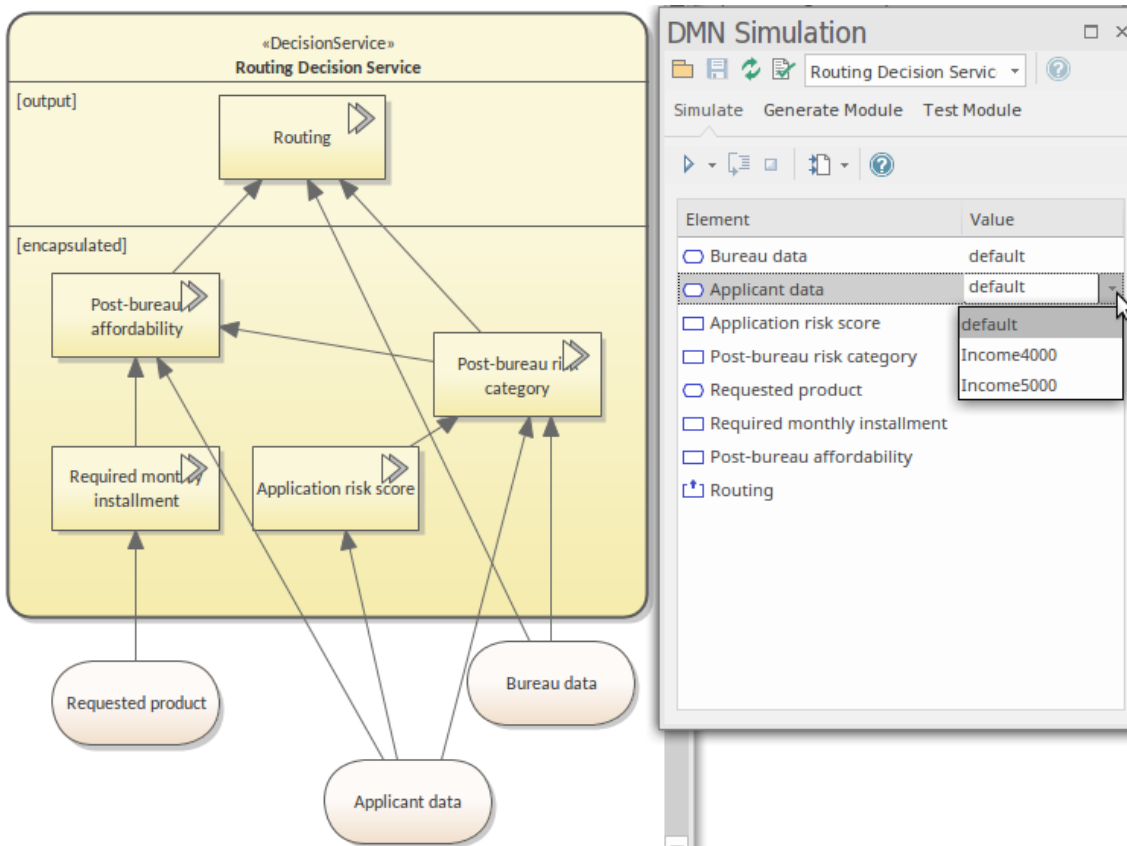 «DecisionService»
Routing Decision Service
[output]
Routing
[encapsulated]
Post-bureau
affordability
Post-bureau risk
category
Required monthly
installment
Application risk score
Requested product
Bureau data
Applicant data
DMN Simulation
Routing Decision Servic
Simulate Generate Module Test Module
Element Value
Bureau data default
Applicant data default
default
Income4000
Income5000
Application risk score
Post-bureau risk category
Requested product
Required monthly installment
Post-bureau affordability
Routing